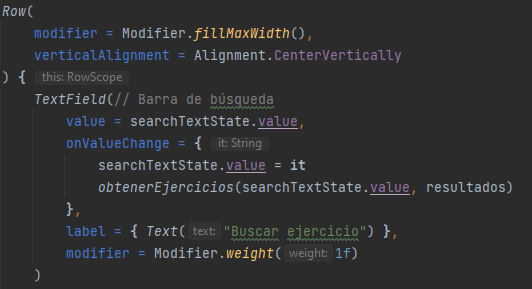 Row(
modifier = Modifier.fillMaxWidth(),
verticalAlignment = Alignment.CenterVertically
) { this: RowScope
TextField(// Barra de búsqueda
value = searchTextState.value,
onValueChange = { it: String
searchTextState.value = it
obtenerEjercicios(searchTextState.value, resultados)
},
label = { Text( text: "Buscar ejercicio") },
modifier = Modifier.weight( weight: 1f)
)